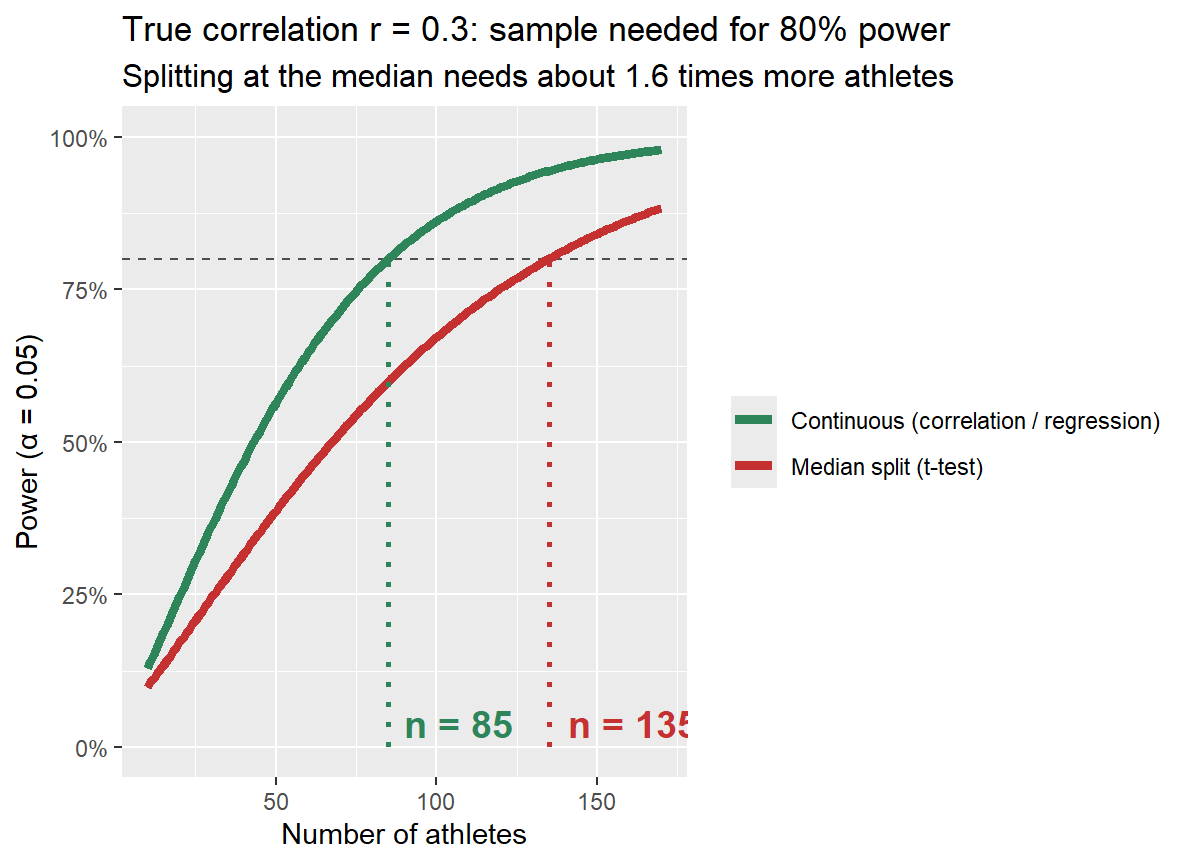 True correlation r = 0.3: sample needed for 80% power
Splitting at the median needs about 1.6 times more athletes
Power (α = 0.05)
100%
75%
50%
25%
0%
n = 85
n = 135
50
100
150
Number of athletes
Continuous (correlation / regression)
Median split (t-test)